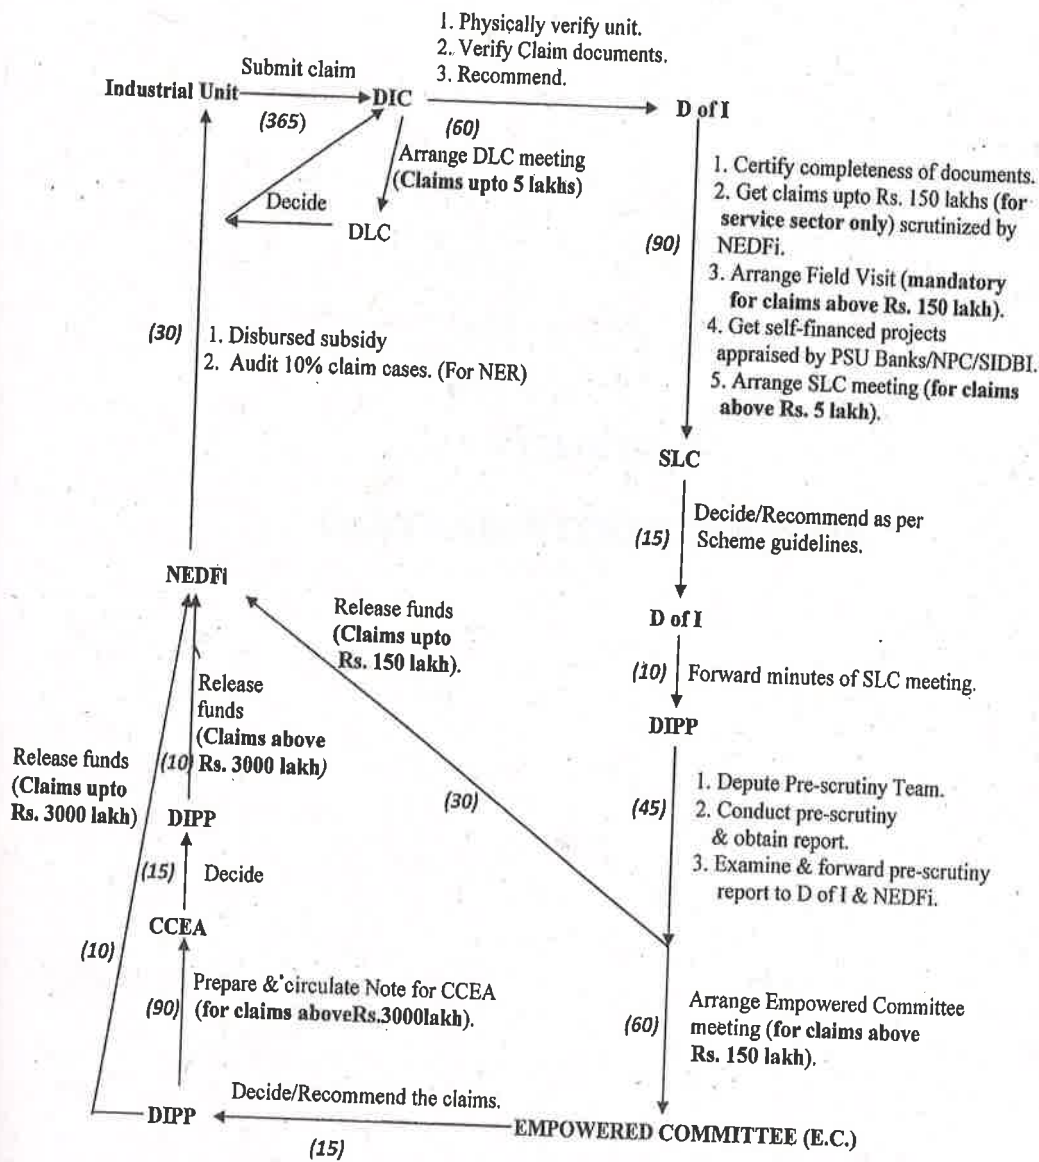 1. Physically verify unit.
2. Verify Claim documents.
3. Recommend.
Submit claim
Industrial Unit
DIC
D of I
(365)
(60)
Arrange DLC meeting
(Claims upto 5 lakhs)
Decide
DLC
1. Certify completeness of documents.
2. Get claims upto Rs. 150 lakhs (for
service sector only) scrutinized by
NEDFi.
3. Arrange Field Visit (mandatory
for claims above Rs. 150 lakh).
4. Get self-financed projects
appraised by PSU Banks/NPC/SIDBI.
5. Arrange SLC meeting (for claims
above Rs. 5 lakh).
(90)
(30)
1. Disbursed subsidy
2. Audit 10% claim cases. (For NER)
SLC
(15)
Decide/Recommend as per
Scheme guidelines.
NEDFi
Release funds
(Claims upto
Rs. 150 lakh).
D of I
(10)
Forward minutes of SLC meeting.
DIPP
Release
funds
(Claims above
Rs. 3000 lakh)
(10)
Release funds
(Claims upto
Rs. 3000 lakh)
(30)
(45)
1. Depute Pre-scrutiny Team.
2. Conduct pre-scrutiny
& obtain report.
3. Examine & forward pre-scrutiny
report to D of I & NEDFi.
DIPP
(15)
Decide
CCEA
(10)
(90)
Prepare & circulate Note for CCEA
(for claims aboveRs.3000lakh).
(60)
Arrange Empowered Committee
meeting (for claims above
Rs. 150 lakh).
Decide/Recommend the claims.
DIPP
EMPOWERED COMMITTEE (E.C.)
(15)